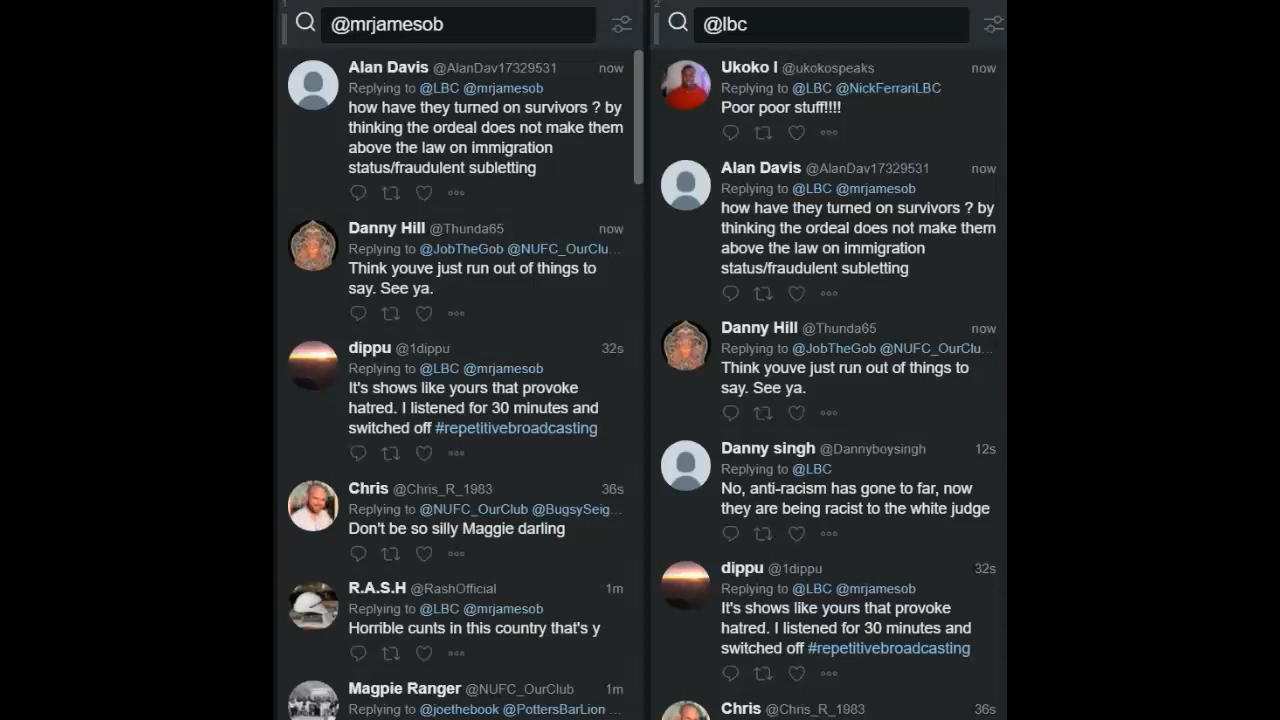 1
@mrjamesob
Alan Davis @AlanDav17329531 now
Replying to @LBC @mrjamesob
how have they turned on survivors ? by
thinking the ordeal does not make them
above the law on immigration
status/fraudulent subletting
Danny Hill @Thunda65 now
Replying to @JobTheGob @NUFC_OurClu...
Think youve just run out of things to
say. See ya.
dippu @1dippu 32s
Replying to @LBC @mrjamesob
It's shows like yours that provoke
hatred. I listened for 30 minutes and
switched off #repetitivebroadcasting
Chris @Chris_R_1983 36s
Replying to @NUFC_OurClub @BugsySeig...
Don't be so silly Maggie darling
R.A.S.H @RashOfficial 1m
Replying to @LBC @mrjamesob
Horrible cunts in this country that's y
Magpie Ranger @NUFC_OurClub 1m
Replying to @joethebook @PottersBarLion ...
2
@lbc
Ukoko I @ukokospeaks now
Replying to @LBC @NickFerrariLBC
Poor poor stuff!!!!
Alan Davis @AlanDav17329531 now
Replying to @LBC @mrjamesob
how have they turned on survivors ? by
thinking the ordeal does not make them
above the law on immigration
status/fraudulent subletting
Danny Hill @Thunda65 now
Replying to @JobTheGob @NUFC_OurClu...
Think youve just run out of things to
say. See ya.
Danny singh @Dannyboysingh 12s
Replying to @LBC
No, anti-racism has gone to far, now
they are being racist to the white judge
dippu @1dippu 32s
Replying to @LBC @mrjamesob
It's shows like yours that provoke
hatred. I listened for 30 minutes and
switched off #repetitivebroadcasting
Chris @Chris_R_1983 36s